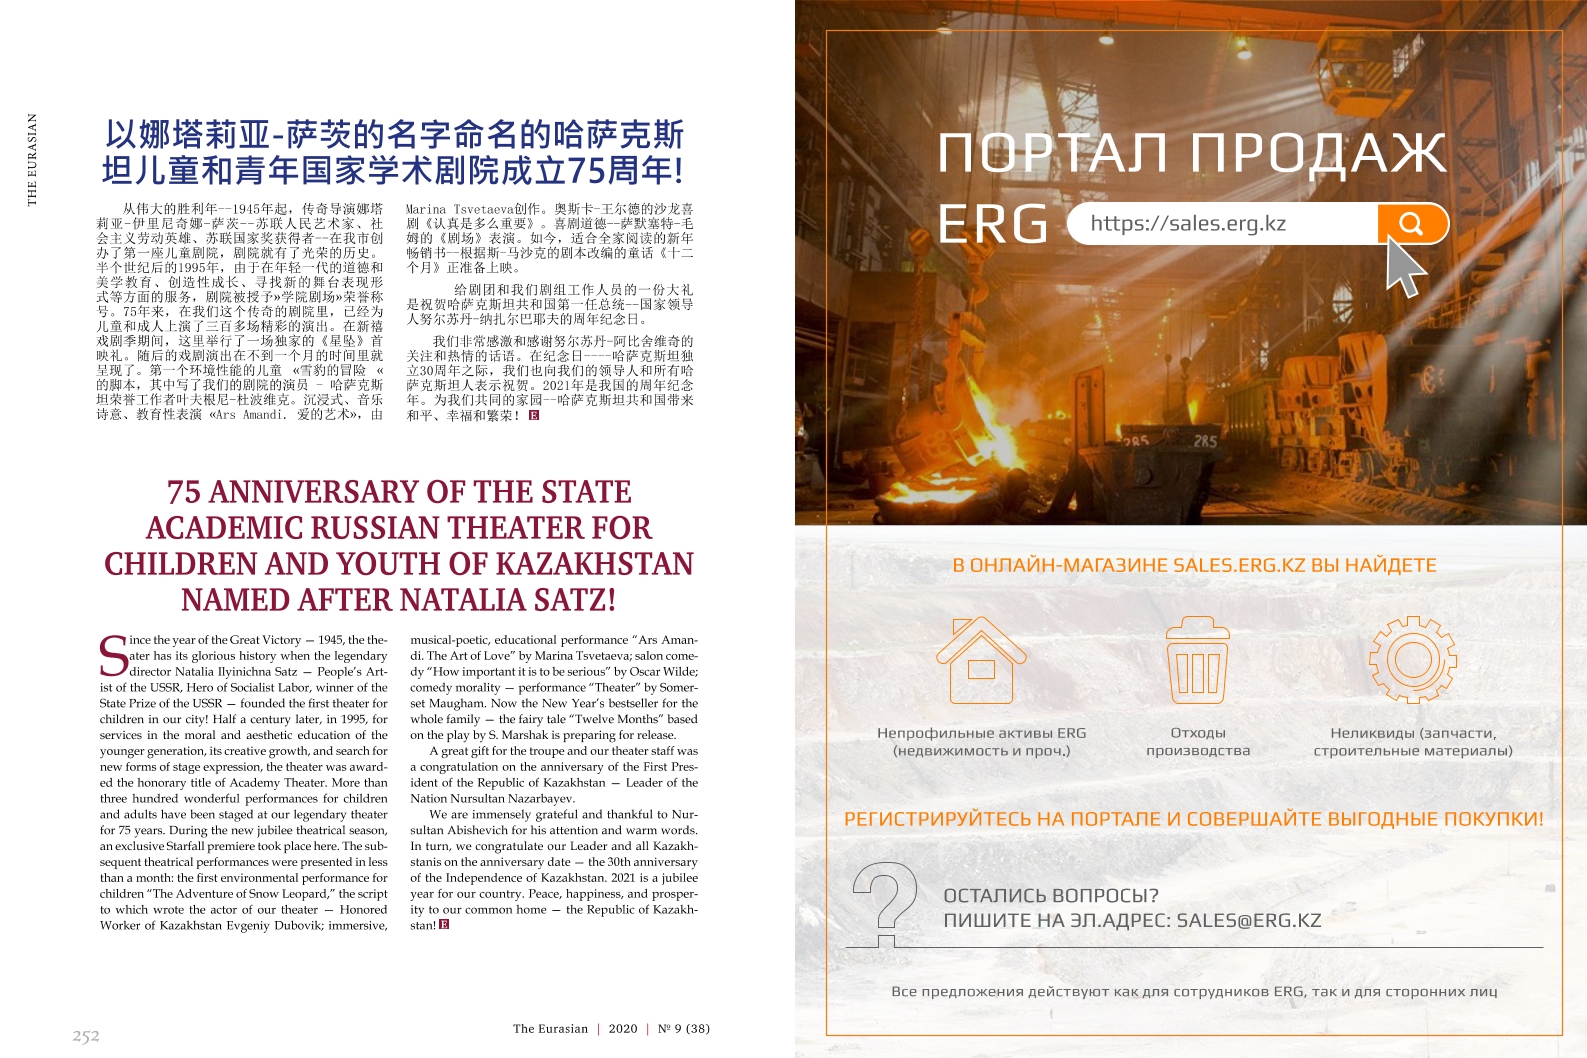 THE EURASIAN
以娜塔莉亚-萨茨的名字命名的哈萨克斯
坦儿童和青年国家学术剧院成立75周年!
从伟大的胜利年--1945年起，传奇导演娜塔
莉亚-伊里尼奇娜-萨茨--苏联人民艺术家、社
会主义劳动英雄、苏联国家奖获得者--在我市创
办了第一座儿童剧院，剧院就有了光荣的历史。
半个世纪后的1995年，由于在年轻一代的道德和
美学教育、创造性成长、寻找新的舞台表现形
式等方面的服务，剧院被授予»学院剧场»荣誉称
号。75年来，在我们这个传奇的剧院里，已经为
儿童和成人上演了三百多场精彩的演出。在新禧
戏剧季期间，这里举行了一场独家的《星坠》首
映礼。随后的戏剧演出在不到一个月的时间里就
呈现了。第一个环境性能的儿童 «雪豹的冒险 «
的脚本，其中写了我们的剧院的演员 - 哈萨克斯
坦荣誉工作者叶夫根尼-杜波维克。沉浸式、音乐
诗意、教育性表演 «Ars Amandi. 爱的艺术»，由
Marina Tsvetaeva创作。奥斯卡-王尔德的沙龙喜
剧《认真是多么重要》。喜剧道德--萨默塞特-毛
姆的《剧场》表演。如今，适合全家阅读的新年
畅销书--根据斯-马沙克的剧本改编的童话《十二
个月》正准备上映。
给剧团和我们剧组工作人员的一份大礼
是祝贺哈萨克斯坦共和国第一任总统--国家领导
人努尔苏丹-纳扎尔巴耶夫的周年纪念日。
我们非常感激和感谢努尔苏丹-阿比舍维奇的
关注和热情的话语。在纪念日----哈萨克斯坦独
立30周年之际，我们也向我们的领导人和所有哈
萨克斯坦人表示祝贺。2021年是我国的周年纪念
年。为我们共同的家园--哈萨克斯坦共和国带来
和平、幸福和繁荣！ E
75 ANNIVERSARY OF THE STATE
ACADEMIC RUSSIAN THEATER FOR
CHILDREN AND YOUTH OF KAZAKHSTAN
NAMED AFTER NATALIA SATZ!
Since the year of the Great Victory — 1945, the the-
ater has its glorious history when the legendary
director Natalia Ilyinichna Satz — People's Art-
ist of the USSR, Hero of Socialist Labor, winner of the
State Prize of the USSR — founded the first theater for
children in our city! Half a century later, in 1995, for
services in the moral and aesthetic education of the
younger generation, its creative growth, and search for
new forms of stage expression, the theater was award-
ed the honorary title of Academy Theater. More than
three hundred wonderful performances for children
and adults have been staged at our legendary theater
for 75 years. During the new jubilee theatrical season,
an exclusive Starfall premiere took place here. The sub-
sequent theatrical performances were presented in less
than a month: the first environmental performance for
children “The Adventure of Snow Leopard,” the script
to which wrote the actor of our theater — Honored
Worker of Kazakhstan Evgeniy Dubovik; immersive,
musical-poetic, educational performance “Ars Aman-
di. The Art of Love” by Marina Tsvetaeva; salon come-
dy “How important it is to be serious” by Oscar Wilde;
comedy morality — performance “Theater” by Somer-
set Maugham. Now the New Year's bestseller for the
whole family — the fairy tale “Twelve Months” based
on the play by S. Marshak is preparing for release.
A great gift for the troupe and our theater staff was
a congratulation on the anniversary of the First Pres-
ident of the Republic of Kazakhstan — Leader of the
Nation Nursultan Nazarbayev.
We are immensely grateful and thankful to Nur-
sultan Abishevich for his attention and warm words.
In turn, we congratulate our Leader and all Kazakh-
stanis on the anniversary date — the 30th anniversary
of the Independence of Kazakhstan. 2021 is a jubilee
year for our country. Peace, happiness, and prosper-
ity to our common home — the Republic of Kazakh-
stan! E
252
The Eurasian | 2020 | № 9 (38)
ПОРТАЛ ПРОДАЖ
ERG https://sales.erg.kz
285 285
В ОНЛАЙН-МАГАЗИНЕ SALES.ERG.KZ ВЫ НАЙДЕТЕ
Непрофильные активы ERG
(недвижимость и проч.)
Отходы
производства
Неликвиды (запчасти,
строительные материалы)
РЕГИСТРИРУЙТЕСЬ НА ПОРТАЛЕ И СОВЕРШАЙТЕ ВЫГОДНЫЕ ПОКУПКИ!
?
ОСТАЛИСЬ ВОПРОСЫ?
ПИШИТЕ НА ЭЛ.АДРЕС: SALES@ERG.KZ
Все предложения действуют как для сотрудников ERG, так и для сторонних лиц